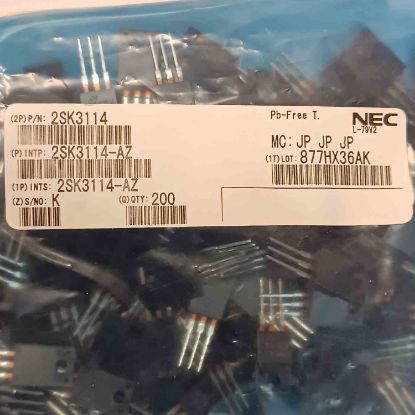 (2P)P/N: 2SK3114
Pb-Free T.
NEC
L-79V2
(P)INTP: 2SK3114-AZ
MC: JP JP JP
(1T)LOT: 877HX36AK
(1P)INTS: 2SK3114-AZ
(Z)S/NO: K
(Q)QTY: 200